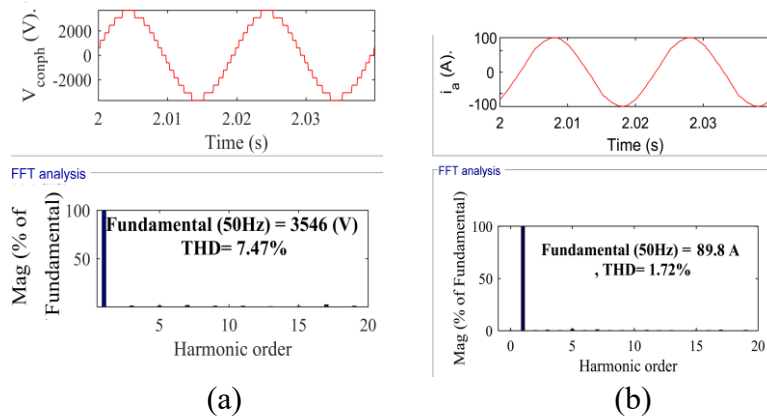 V_conph (V).
2000
0
-2000
2 2.01 2.02 2.03
Time (s)
FFT analysis
Mag (% of
Fundamental)
100
50
Fundamental (50Hz) = 3546 (V)
THD= 7.47%
5 10 15 20
Harmonic order
(a)
i_a (A).
100
0
-100
2 2.01 2.02 2.03
Time (s)
FFT analysis
Mag (% of Fundamental)
100
50
0
Fundamental (50Hz) = 89.8 A
, THD= 1.72%
0 5 10 15 20
Harmonic order
(b)